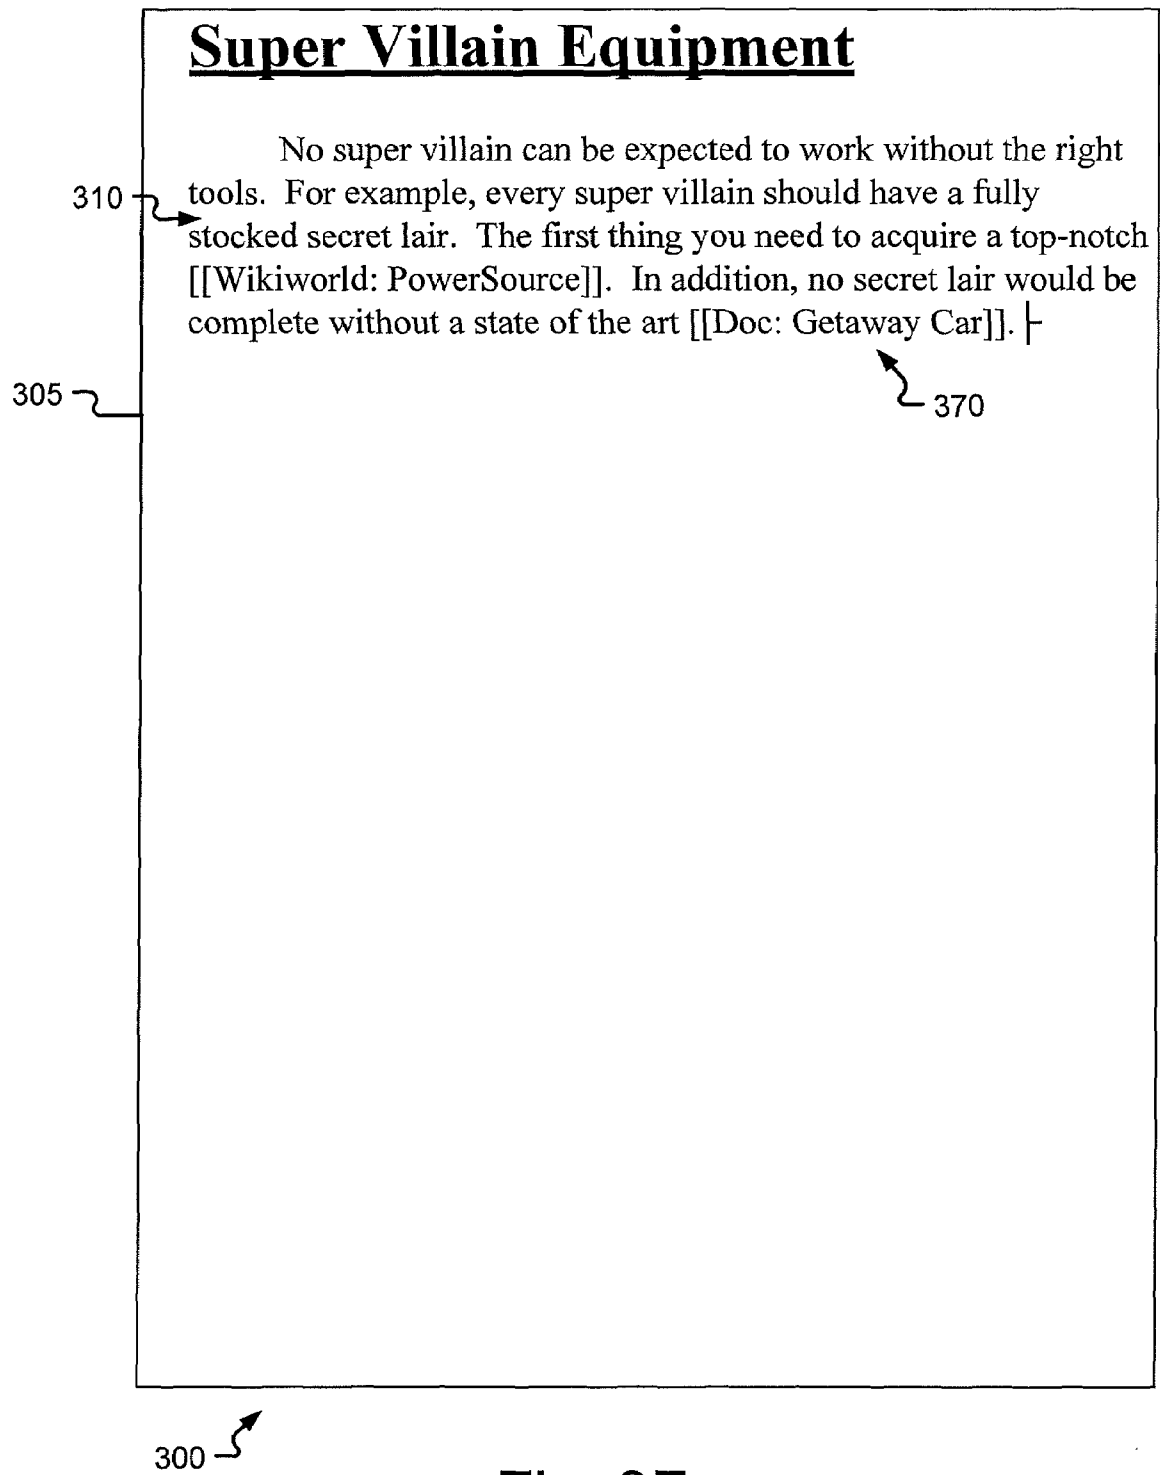 Super Villain Equipment
No super villain can be expected to work without the right
tools. For example, every super villain should have a fully
310
stocked secret lair. The first thing you need to acquire a top-notch
[[Wikiworld: PowerSource]]. In addition, no secret lair would be
complete without a state of the art [[Doc: Getaway Car]].
305
370
300